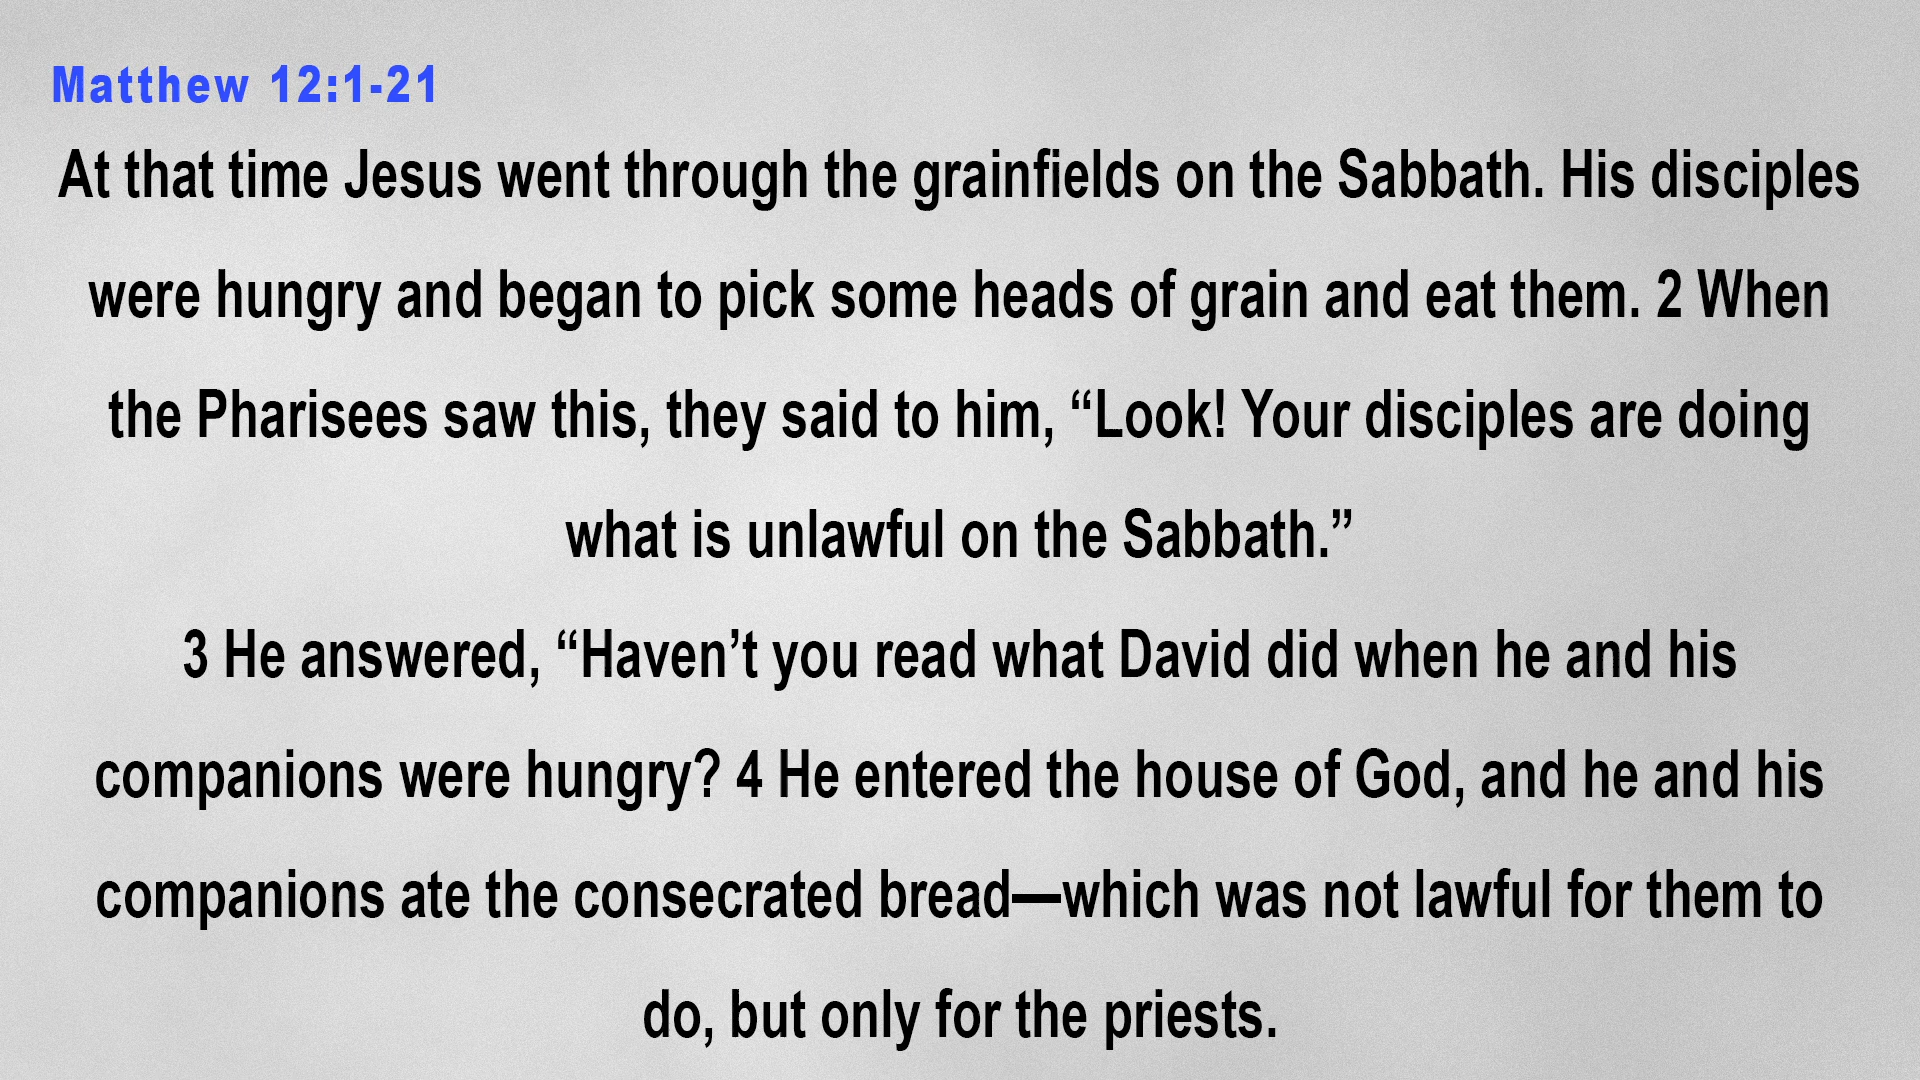 Matthew 12:1-21
At that time Jesus went through the grainfields on the Sabbath. His disciples
were hungry and began to pick some heads of grain and eat them. 2 When
the Pharisees saw this, they said to him, “Look! Your disciples are doing
what is unlawful on the Sabbath.”
3 He answered, “Haven’t you read what David did when he and his
companions were hungry? 4 He entered the house of God, and he and his
companions ate the consecrated bread—which was not lawful for them to
do, but only for the priests.